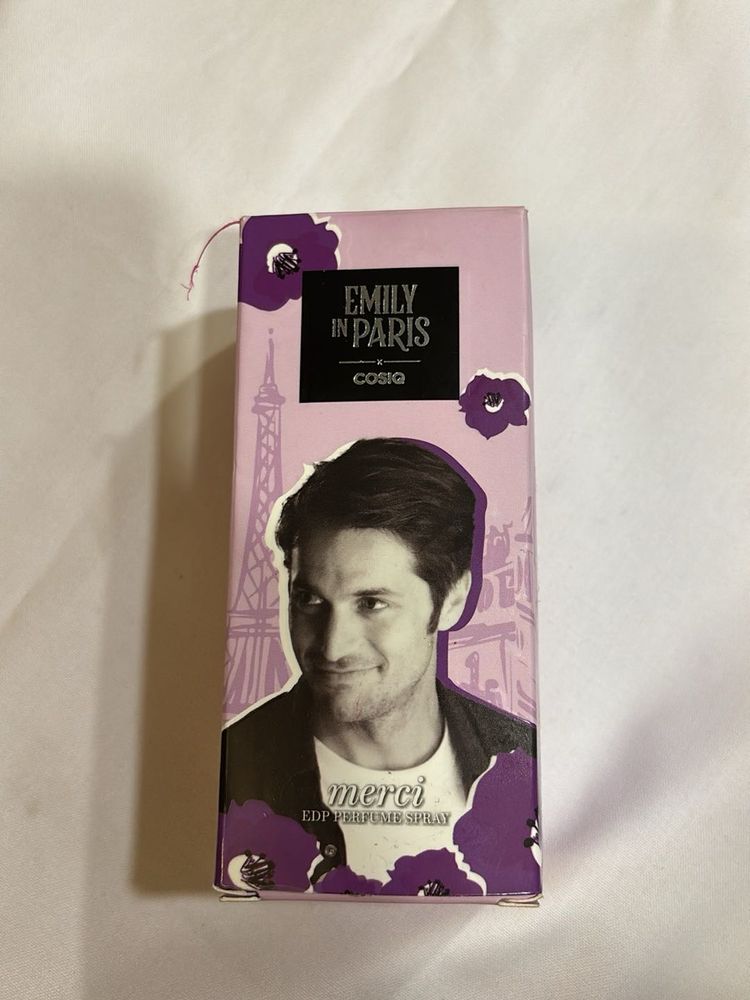 EMILY
IN PARIS
x
COSIQ
merci
EDP PERFUME SPRAY